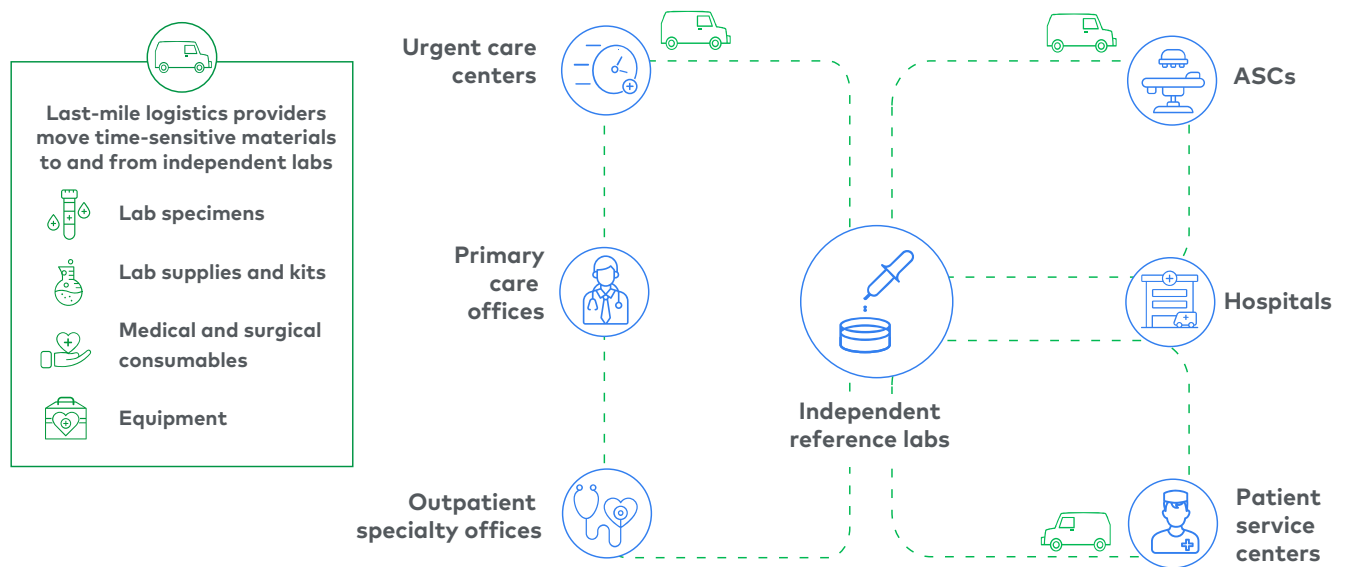 Last-mile logistics providers
move time-sensitive materials
to and from independent labs
Lab specimens
Lab supplies and kits
Medical and surgical
consumables
Equipment
Urgent care
centers
Primary
care
offices
Outpatient
specialty offices
Independent
reference labs
ASCs
Hospitals
Patient
service
centers